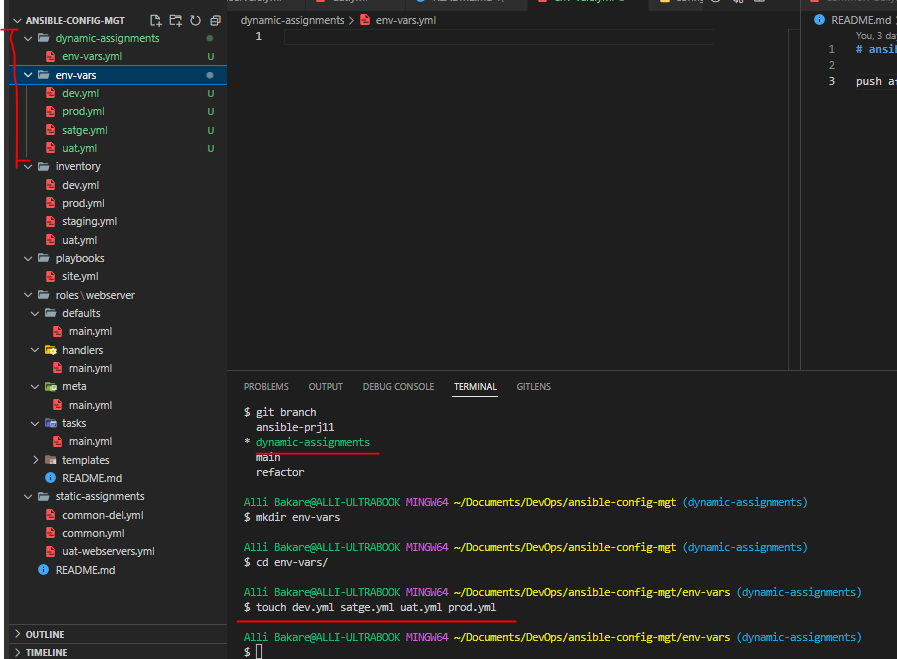 ANSIBLE-CONFIG-MGT
dynamic-assignments
env-vars.yml U
env-vars
dev.yml U
prod.yml U
satge.yml U
uat.yml U
inventory
dev.yml
prod.yml
staging.yml
uat.yml
playbooks
site.yml
roles\webserver
defaults
main.yml
handlers
main.yml
meta
main.yml
tasks
main.yml
templates
README.md
static-assignments
common-del.yml
common.yml
uat-webservers.yml
README.md
OUTLINE
TIMELINE
dynamic-assignments > env-vars.yml
1
README.md
You, 3 da
1 # ansib
2
3 push as
PROBLEMS OUTPUT DEBUG CONSOLE TERMINAL GITLENS
$ git branch
ansible-prj11
* dynamic-assignments
main
refactor
Alli Bakare@ALLI-ULTRABOOK MINGW64 ~/Documents/DevOps/ansible-config-mgt (dynamic-assignments)
$ mkdir env-vars
Alli Bakare@ALLI-ULTRABOOK MINGW64 ~/Documents/DevOps/ansible-config-mgt (dynamic-assignments)
$ cd env-vars/
Alli Bakare@ALLI-ULTRABOOK MINGW64 ~/Documents/DevOps/ansible-config-mgt/env-vars (dynamic-assignments)
$ touch dev.yml satge.yml uat.yml prod.yml
Alli Bakare@ALLI-ULTRABOOK MINGW64 ~/Documents/DevOps/ansible-config-mgt/env-vars (dynamic-assignments)
$